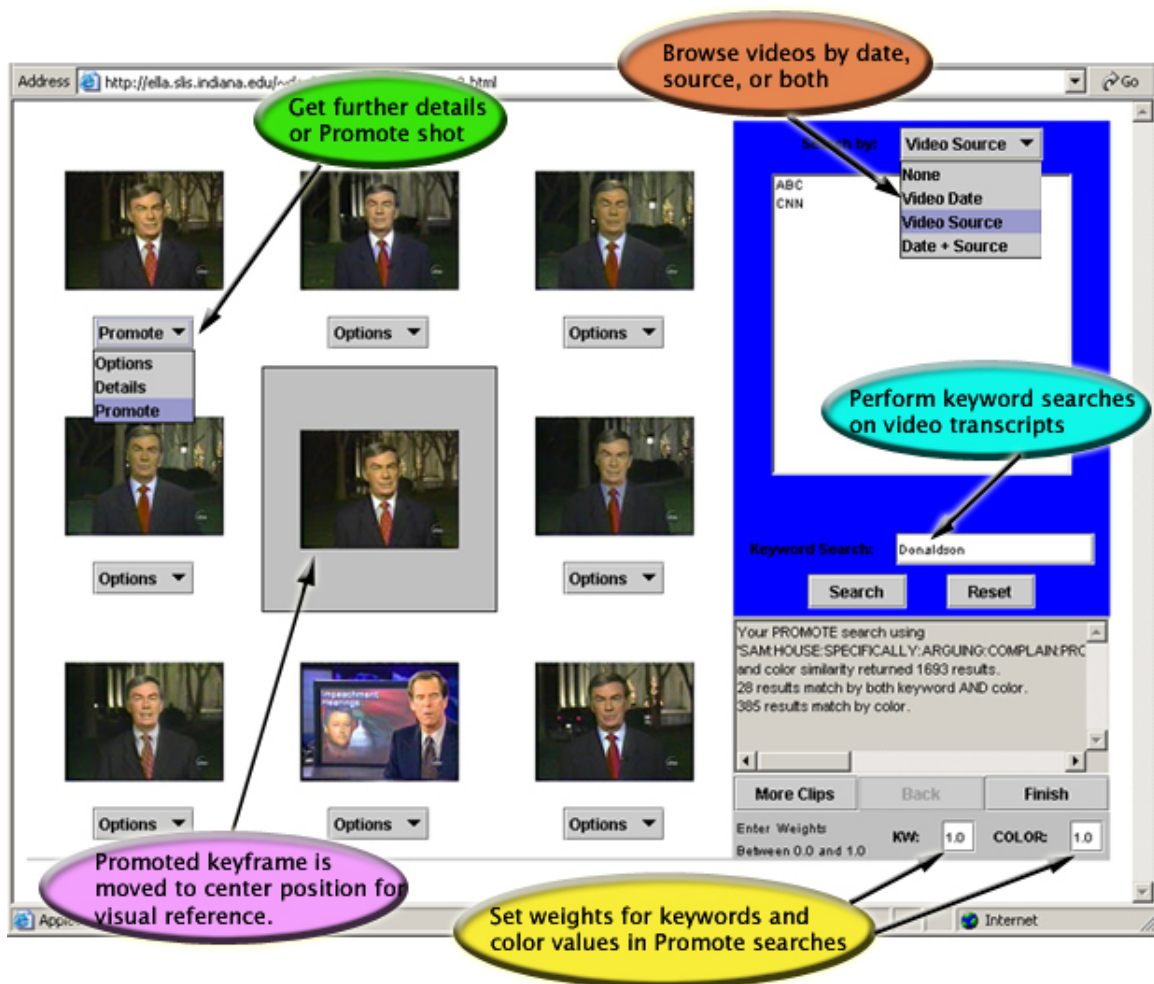 Browse videos by date,
source, or both
Address
http://ella.slis.indiana.edu/
.html
Go
Get further details
or Promote shot
Search by:
Video Source
None
Video Date
Video Source
Date + Source
ABC
CNN
Promote
Options
Details
Promote
Options
Options
Perform keyword searches
on video transcripts
Keyword Search:
Donaldson
Search
Reset
Options
Options
Your PROMOTE search using
"SAM:HOUSE:SPECIFICALLY:ARGUING:COMPLAIN:PRO
and color similarity returned 1693 results.
28 results match by both keyword AND color.
385 results match by color.
Impeachment
Hearings
More Clips
Back
Finish
Options
Options
Options
Enter Weights
Between 0.0 and 1.0
KW:
1.0
COLOR:
1.0
Promoted keyframe is
moved to center position for
visual reference.
Set weights for keywords and
color values in Promote searches
Internet